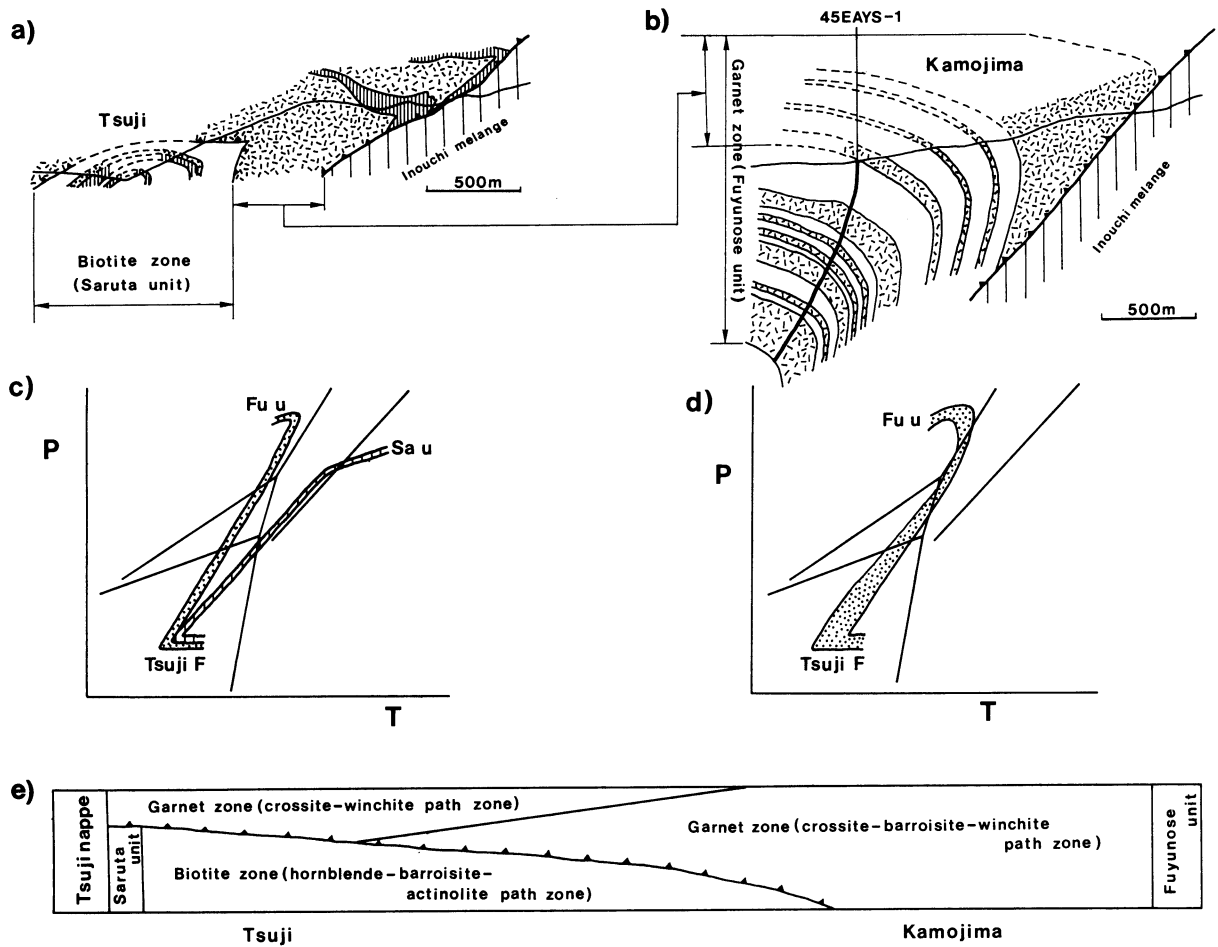 a)
Tsuji
Inouchi melange
500m
Biotite zone
(Saruta unit)
b)
45EAYS-1
Kamojima
Garnet zone (Fuyunose unit)
Inouchi melange
500m
c)
P
Fu u
Sa u
Tsuji F
T
d)
P
Fu u
Tsuji F
T
e)
Tsuji nappe
Saruta
unit
Garnet zone (crossite-winchite path zone)
Biotite zone (hornblende-barroisite-
actinolite path zone)
Garnet zone (crossite-barroisite-winchite
path zone)
Fuyunose
unit
Tsuji
Kamojima